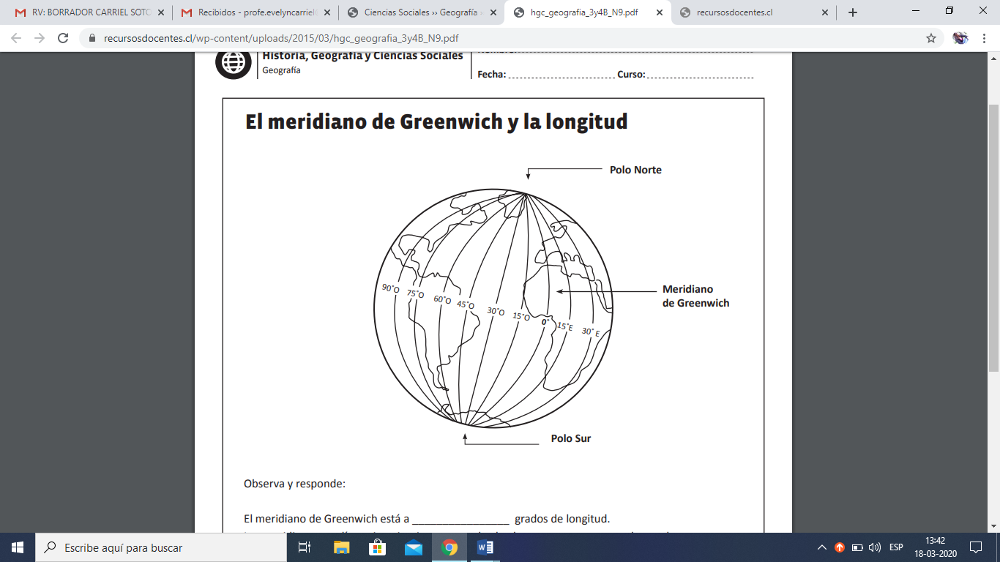 RV: BORRADOR CARRIEL SOTO
Recibidos - profe.evelyncarriel
Ciencias Sociales ›› Geografía ›
hgc_geografia_3y4B_N9.pdf
recursosdocentes.cl
recursosdocentes.cl/wp-content/uploads/2015/03/hgc_geografia_3y4B_N9.pdf
Historia, Geografía y Ciencias Sociales
Geografía
Fecha: Curso:
El meridiano de Greenwich y la longitud
Polo Norte
Meridiano
de Greenwich
90°O 75°O 60°O 45°O 30°O 15°O 0° 15°E 30°E
Polo Sur
Observa y responde:
El meridiano de Greenwich está a ________________ grados de longitud.
Escribe aquí para buscar
ESP
13:42
18-03-2020